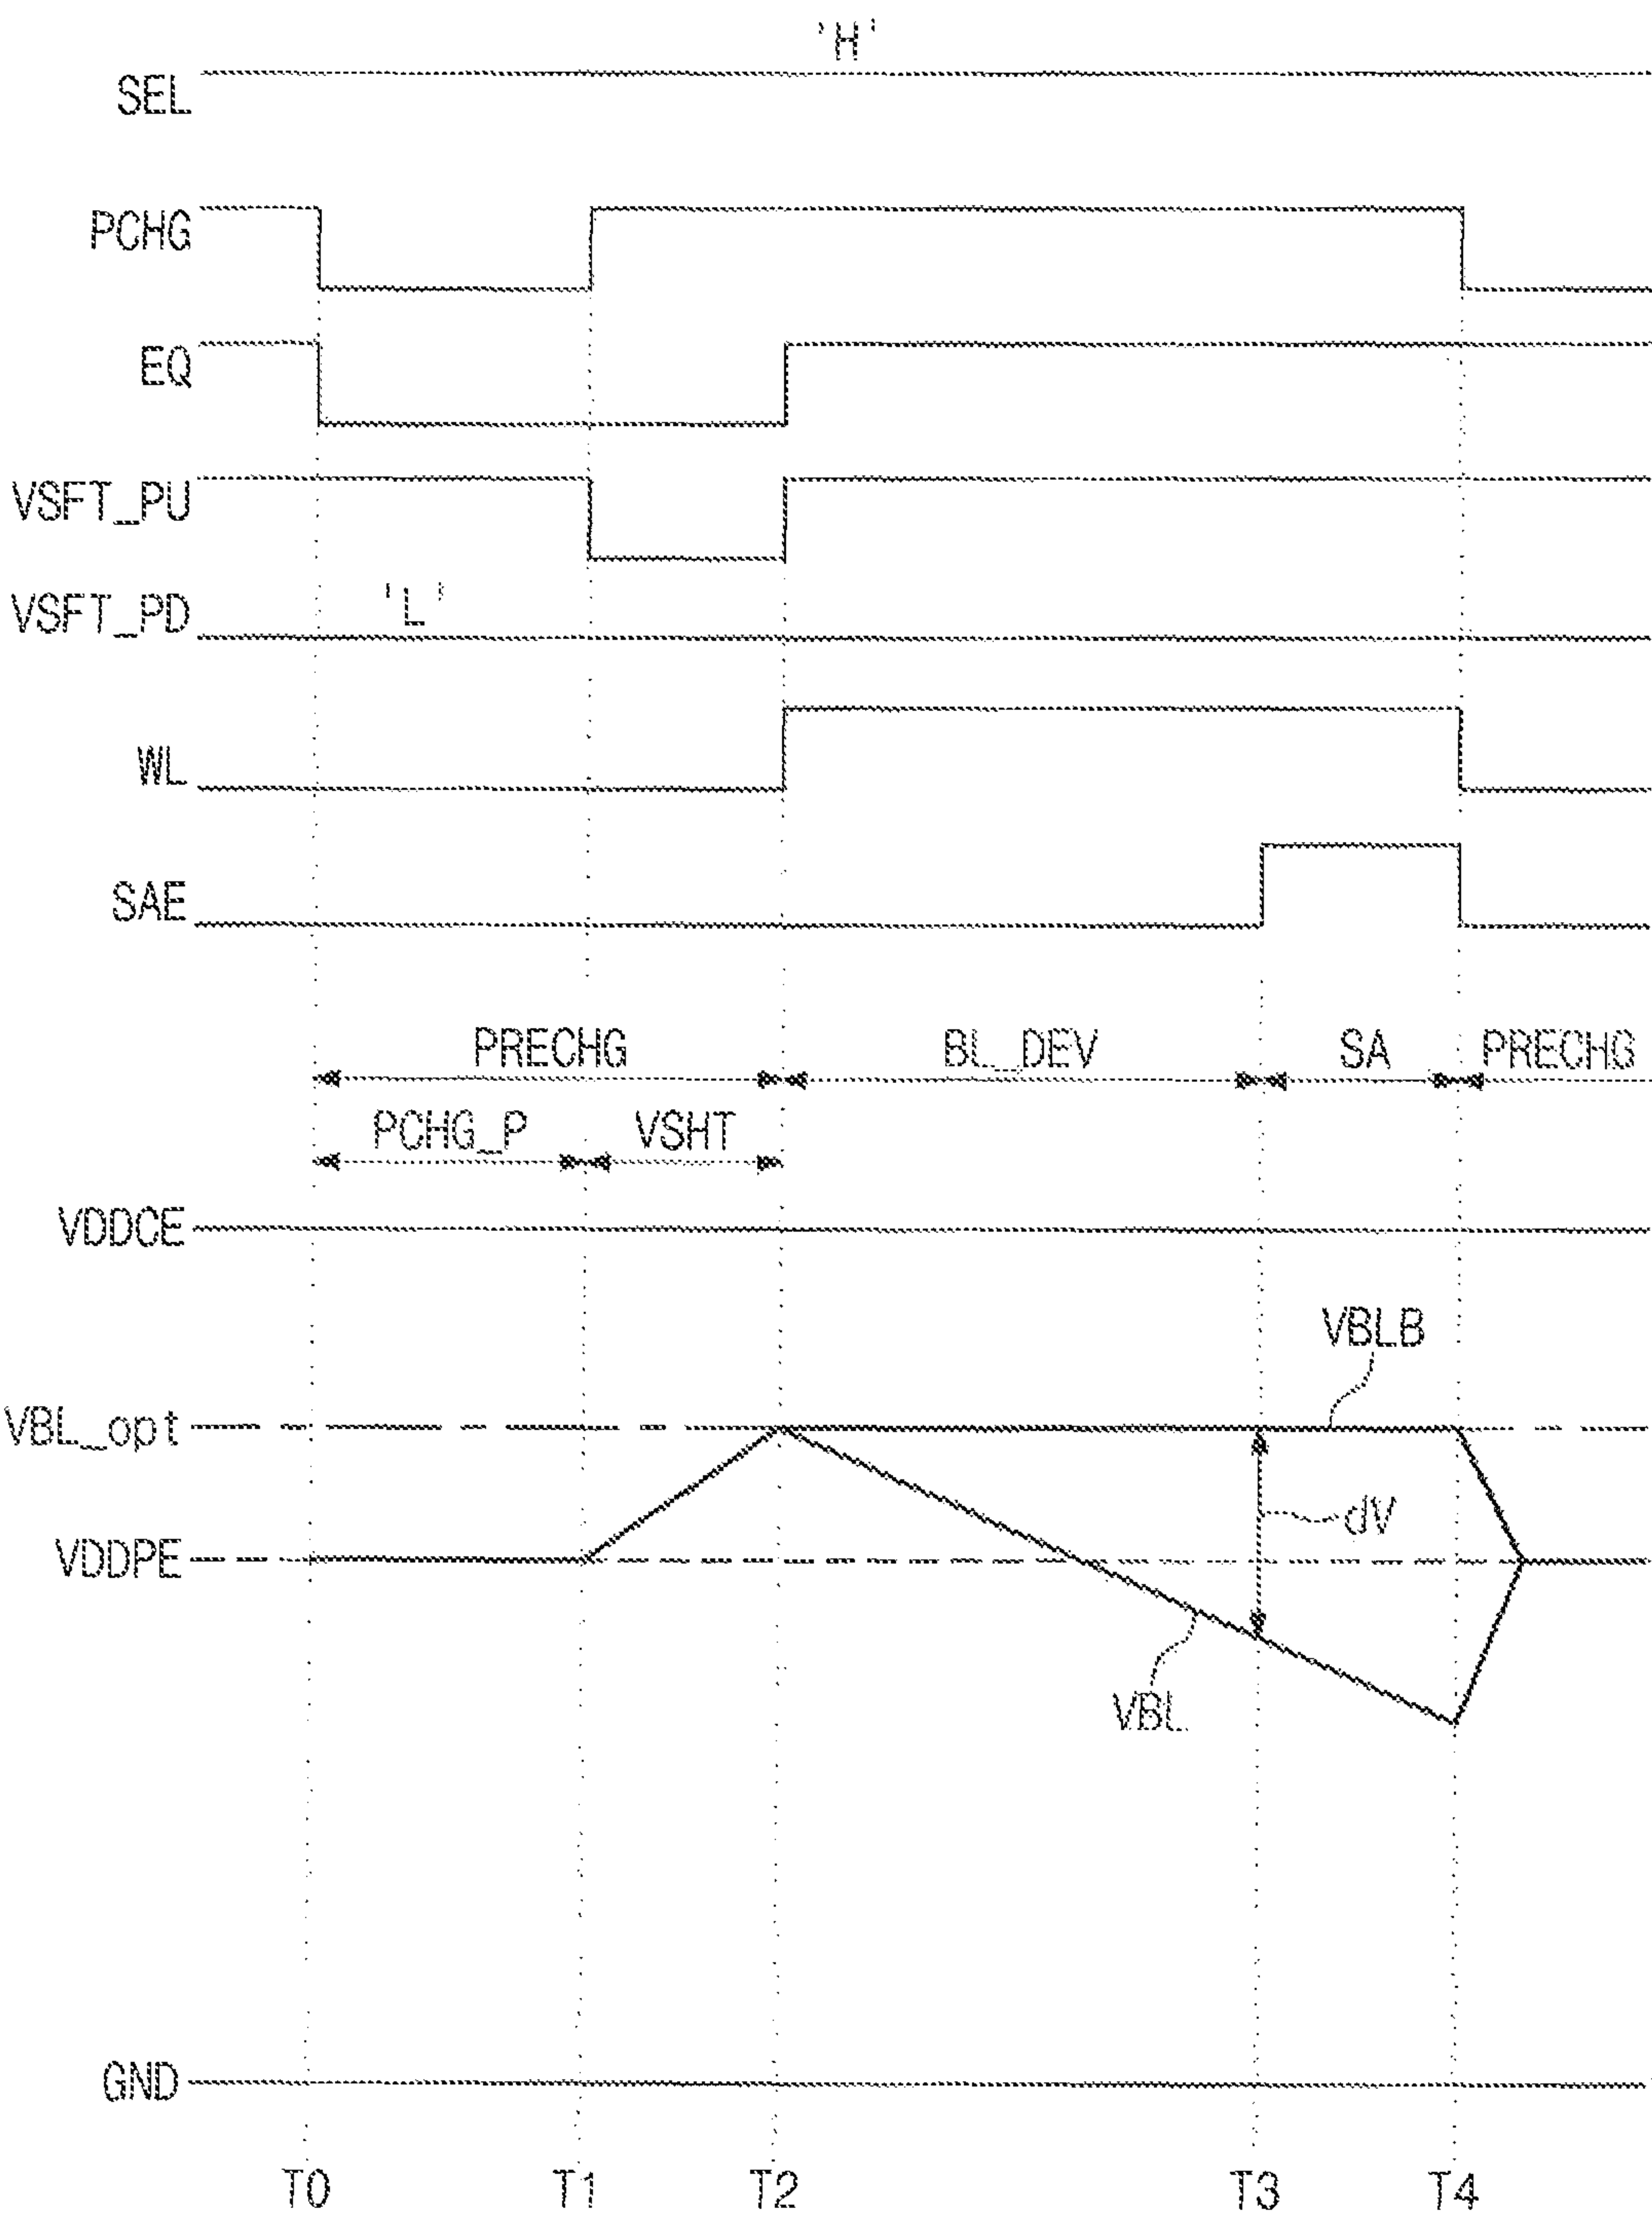 'H'
SEL
PCHG
EQ
VSFT_PU
VSFT_PD 'L'
WL
SAE
PRECHG BL_DEV SA PRECHG
PCHG_P VSHT
VDDCE
VBLB
VBL_opt
dV
VDDPE
VBL
GND
T0 T1 T2 T3 T4